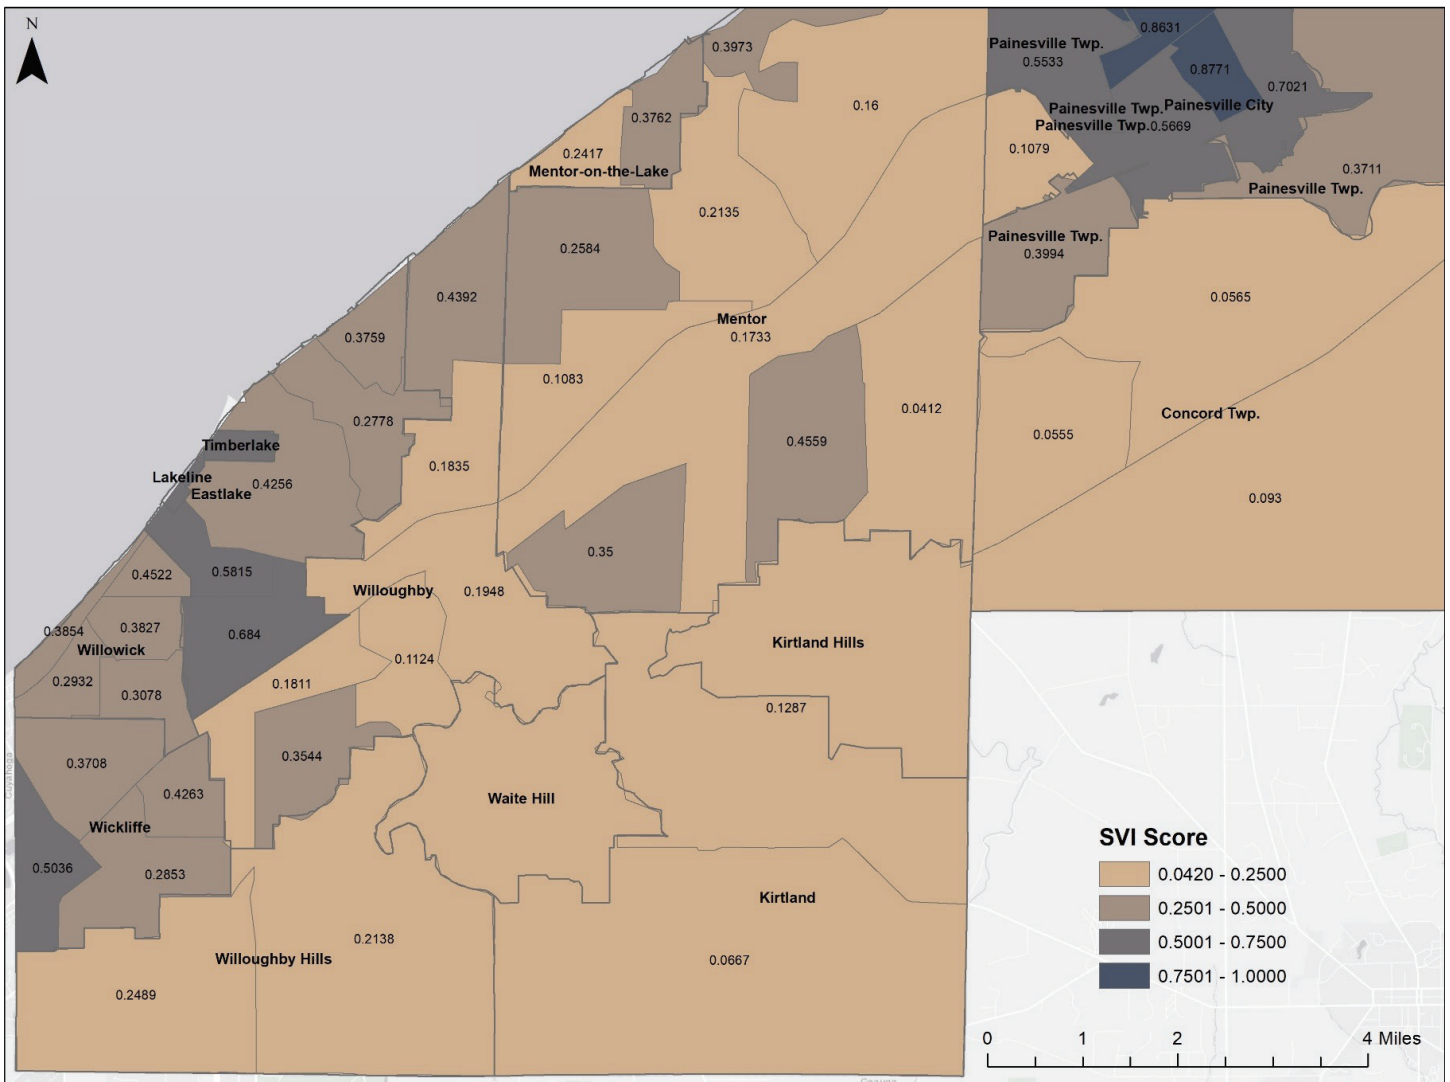 N
0.8631
0.3973
Painesville Twp.
0.5533
0.8771
0.7021
0.16
Painesville Twp.
Painesville City
0.3762
Painesville Twp.
0.5669
0.2417
0.1079
Mentor-on-the-Lake
0.3711
Painesville Twp.
0.2135
Painesville Twp.
0.2584
0.3994
0.4392
0.0565
Mentor
0.3759
0.1733
0.1083
0.0412
Concord Twp.
0.2778
0.0555
0.4559
Timberlake
0.1835
Lakeline
0.4256
Eastlake
0.093
0.35
0.4522
0.5815
Willoughby
0.1948
0.3854
0.3827
0.684
Kirtland Hills
Willowick
0.1124
0.2932
0.1811
0.3078
0.1287
0.3544
0.3708
Cuyahoga
0.4263
Waite Hill
Wickliffe
SVI Score
0.5036
0.2853
0.0420 - 0.2500
Kirtland
0.2501 - 0.5000
0.2138
0.5001 - 0.7500
Willoughby Hills
0.0667
0.7501 - 1.0000
0.2489
0 1 2 4 Miles